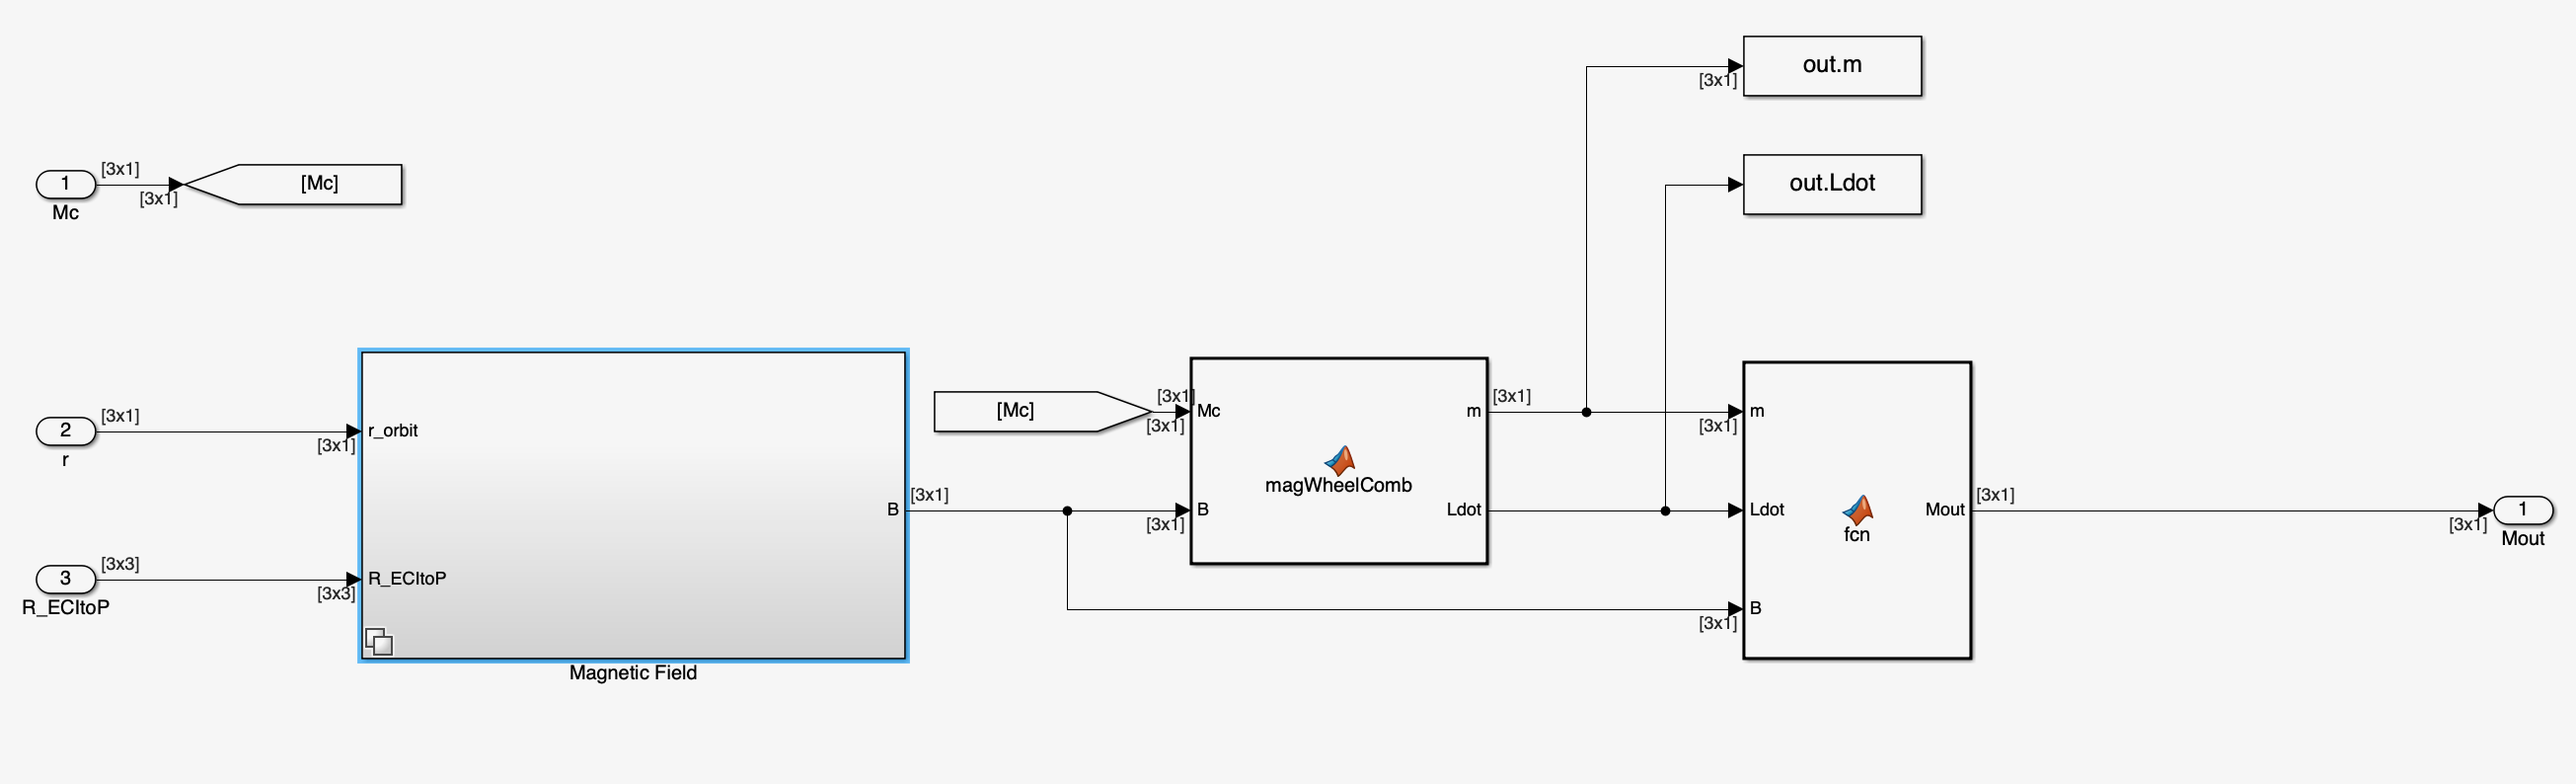 out.m
[3x1]
out.Ldot
1
[3x1]
[3x1]
Mc
[Mc]
2
[3x1]
r
[3x1]
r_orbit
3
[3x3]
R_ECItoP
[3x3]
R_ECItoP
B
Magnetic Field
[3x1]
[Mc]
[3x1]
[3x1]
Mc
[3x1]
B
magWheelComb
m
Ldot
[3x1]
[3x1]
m
Ldot
[3x1]
B
fcn
Mout
[3x1]
[3x1]
1
Mout